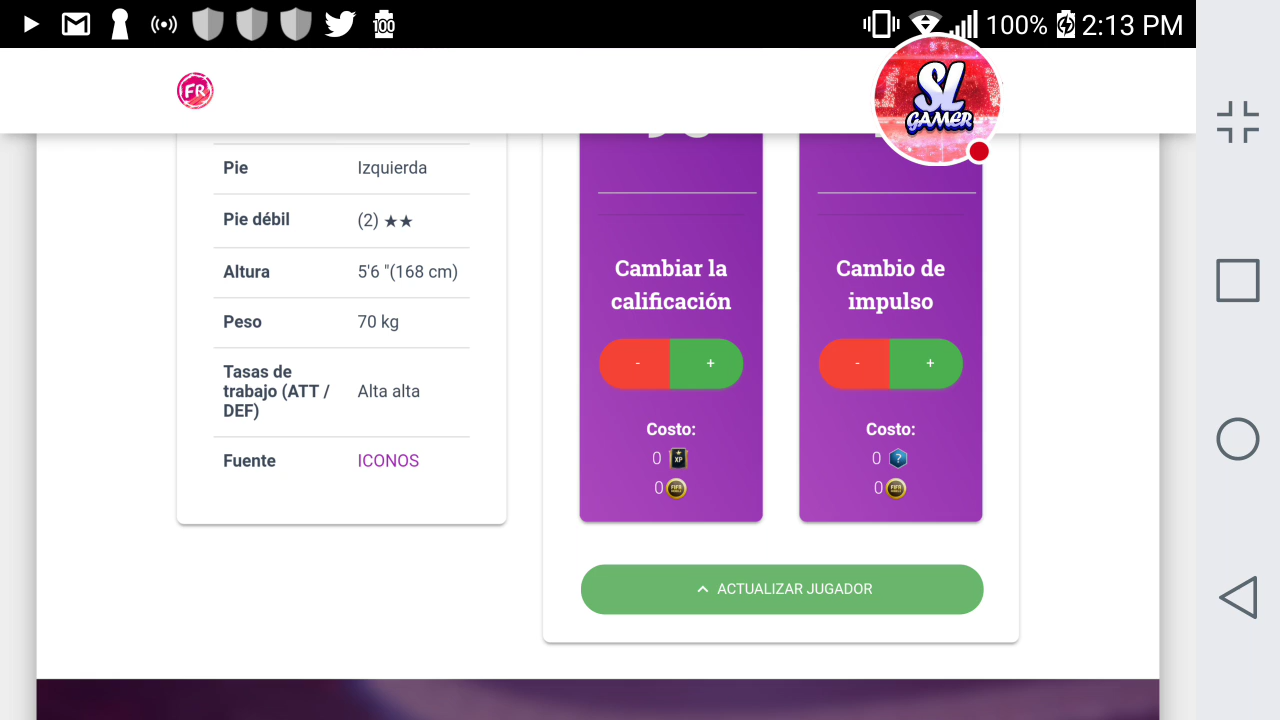 100
100%
2:13 PM
FR
SL
GAMER
Pie
Izquierda
Pie débil
(2) ★★
Altura
5'6 "(168 cm)
Peso
70 kg
Tasas de
trabajo (ATT /
DEF)
Alta alta
Fuente
ICONOS
Cambiar la
calificación
-
+
Costo:
0
XP
0
Cambio de
impulso
-
+
Costo:
0
?
0
ACTUALIZAR JUGADOR